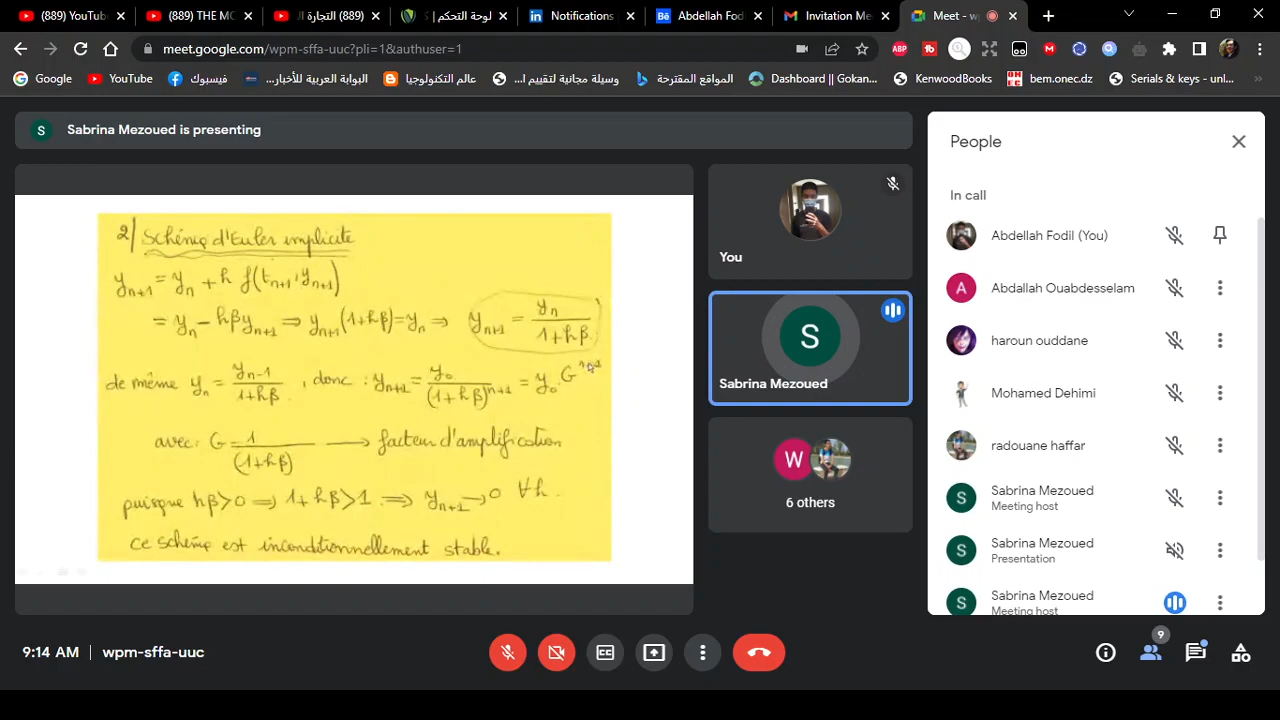 (889) YouTube
(889) THE MO
(889) التجارة ال
لوحة التحكم | S
Notifications
Abdellah Fod
Invitation Me
Meet - w
meet.google.com/wpm-sffa-uuc?pli=1&authuser=1
Google
YouTube
فيسبوك
البوابة العربية للأخبار...
عالم التكنولوجيا
وسيلة مجانية لتقييم ا...
المواقع المقترحة
Dashboard || Gokan...
KenwoodBooks
bem.onec.dz
Serials & keys - unl...
Sabrina Mezoued is presenting
2/ Schéma d'Euler implicite
yn+1 = yn + h f(tn+1, yn+1)
= yn − hβyn+1 ⇒ yn+1(1+hβ)=yn ⇒ yn+1 = yn / 1+hβ.
de même yn = yn−1 / 1+hβ , donc : yn+1 = y0 / (1+hβ)^n+1 = y0.G^n+1
avec: G = 1 / (1+hβ) → facteur d'amplification
puisque hβ>0 ⇒ 1+hβ>1 ⇒ yn+1 → 0 ∀h.
ce schéma est inconditionnellement stable.
You
S
Sabrina Mezoued
W
6 others
People
In call
Abdellah Fodil (You)
A
Abdallah Ouabdesselam
haroun ouddane
Mohamed Dehimi
radouane haffar
S
Sabrina Mezoued
Meeting host
S
Sabrina Mezoued
Presentation
S
Sabrina Mezoued
Meeting host
9:14 AM
wpm-sffa-uuc
9